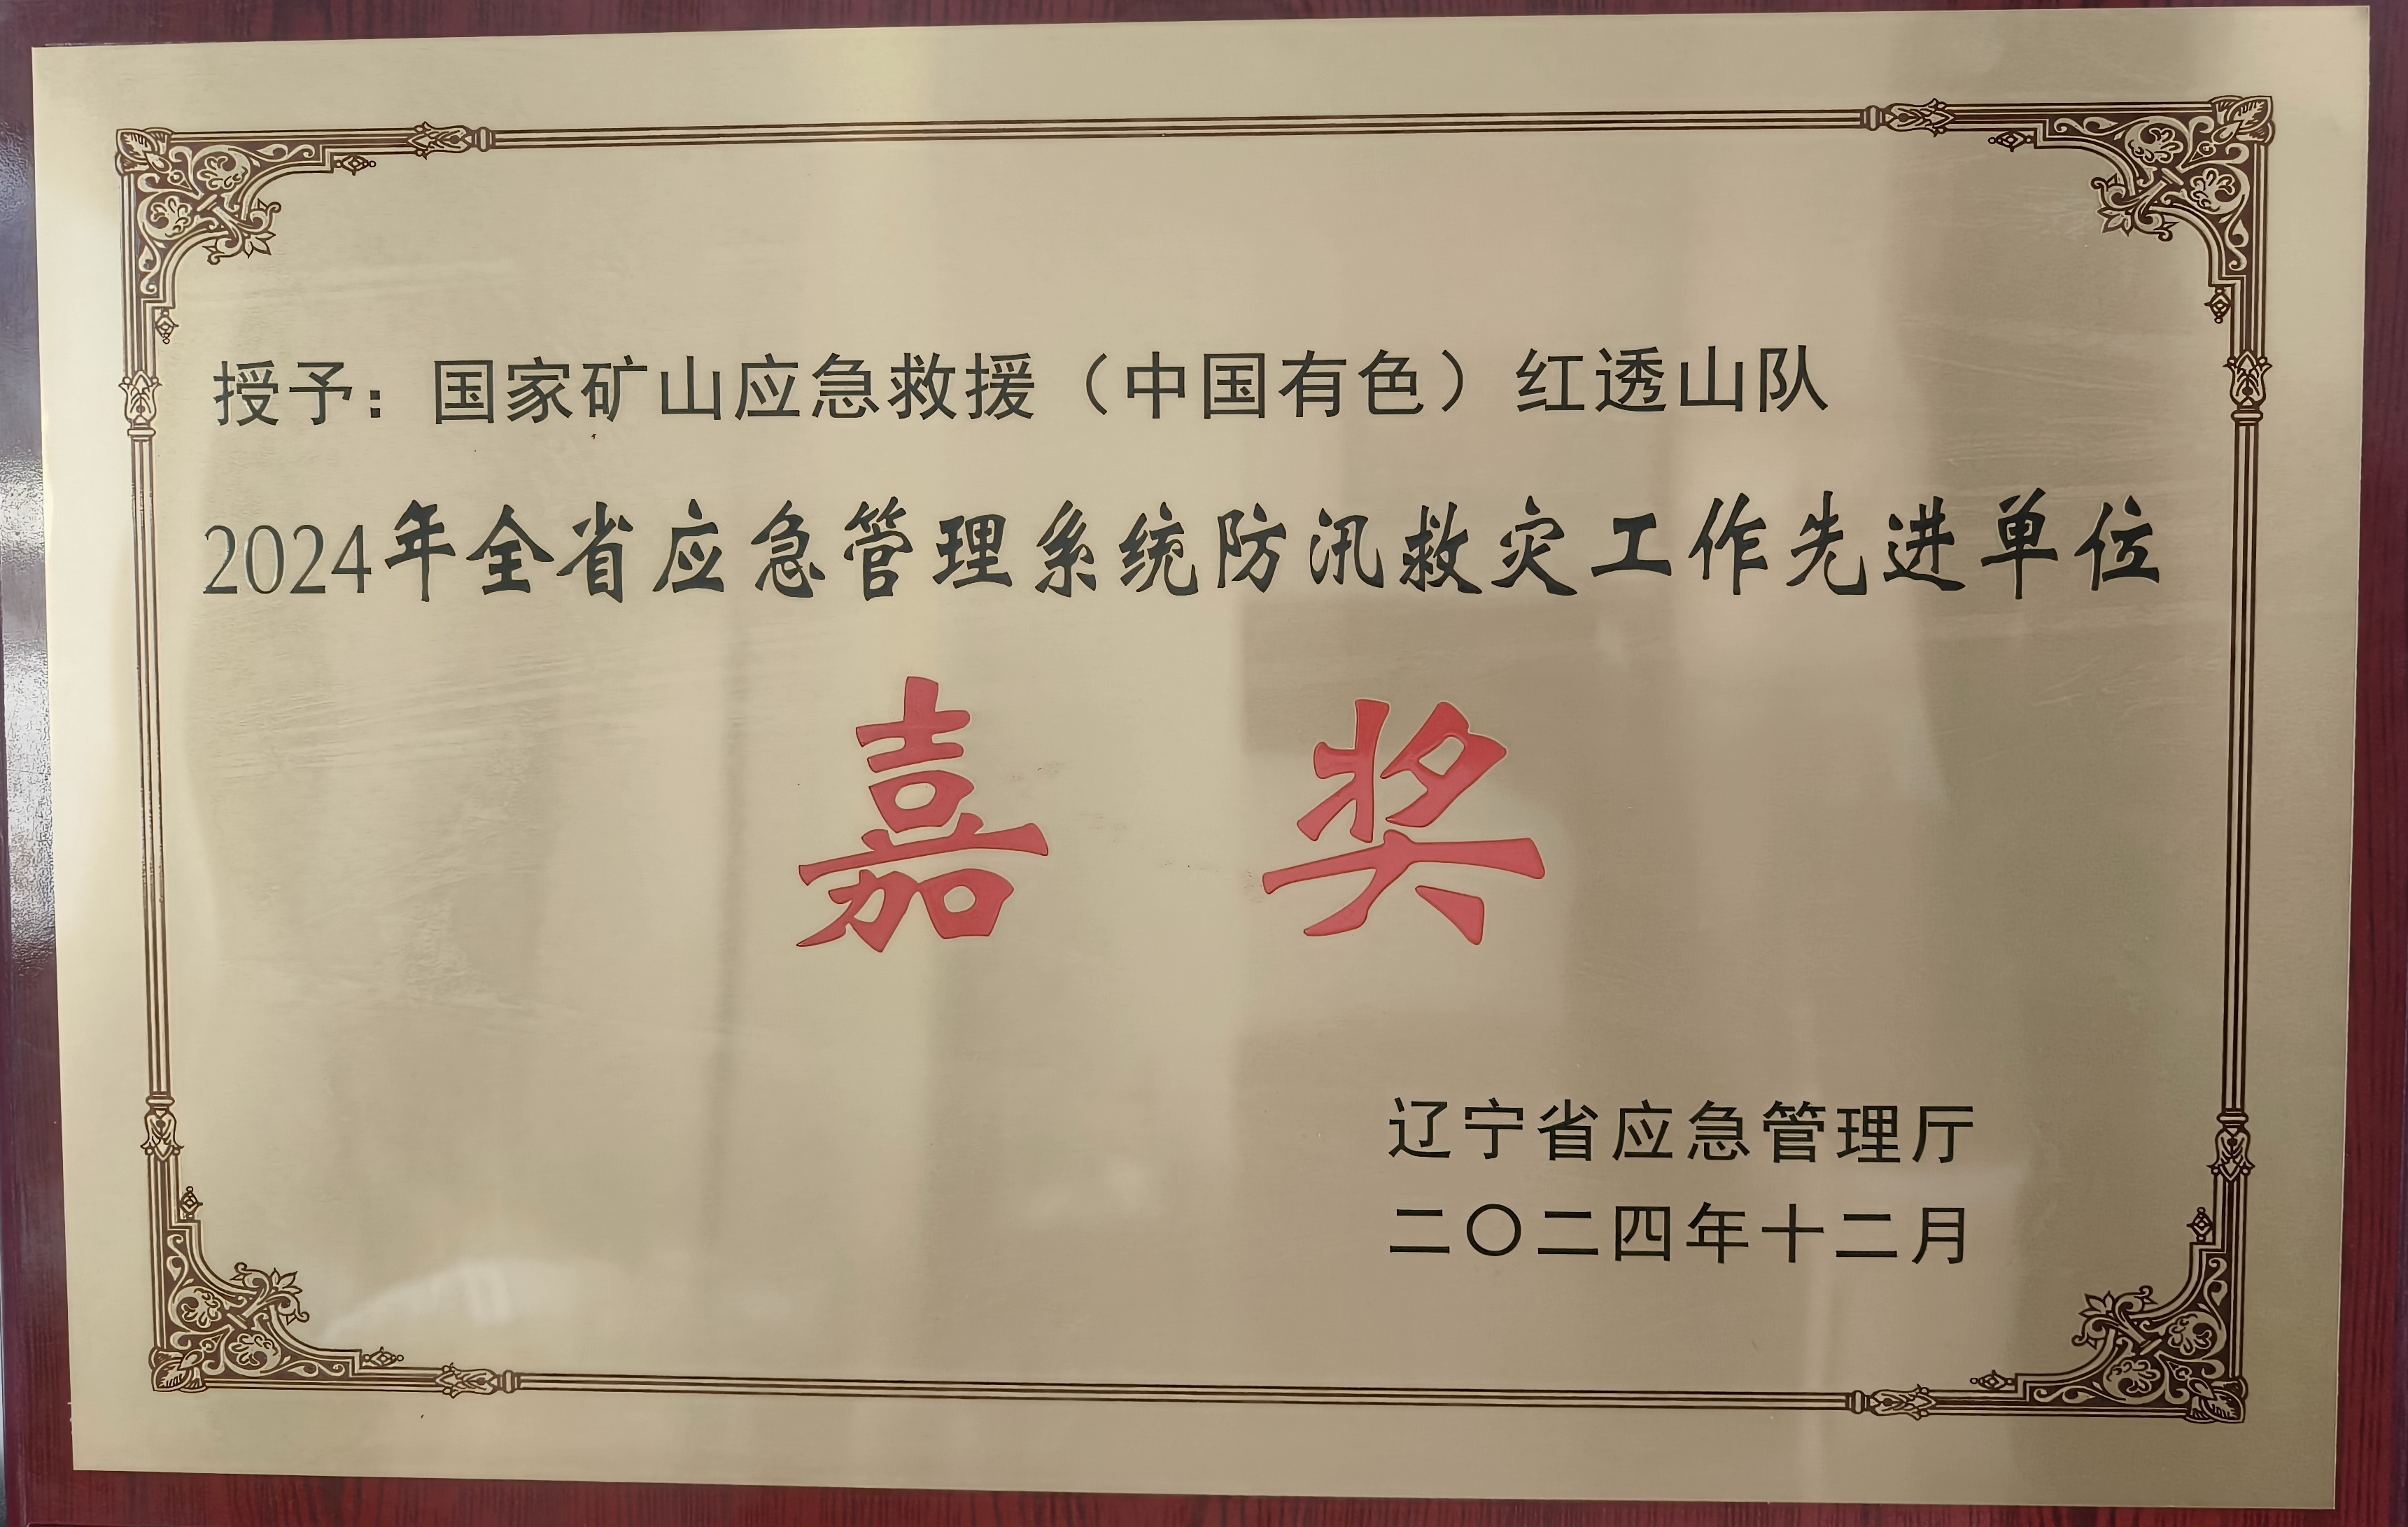 授予：国家矿山应急救援（中国有色）红透山队
2024年全省应急管理系统防汛救灾工作先进单位
嘉奖
辽宁省应急管理厅
二〇二四年十二月